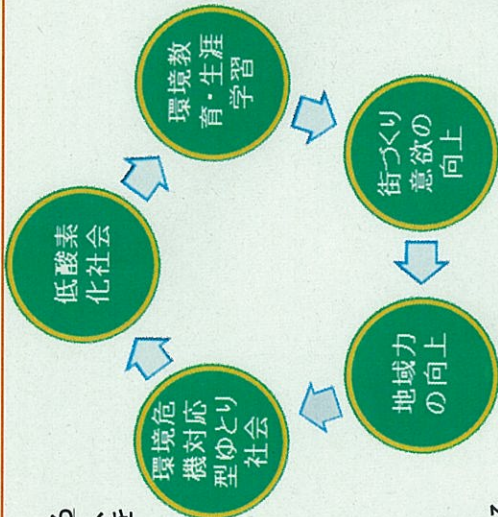 低酸素
化社会
環境教
育・生涯
学習
街づくり
意欲の
向上
地域力
の向上
環境危
機対応
型ゆとり
社会